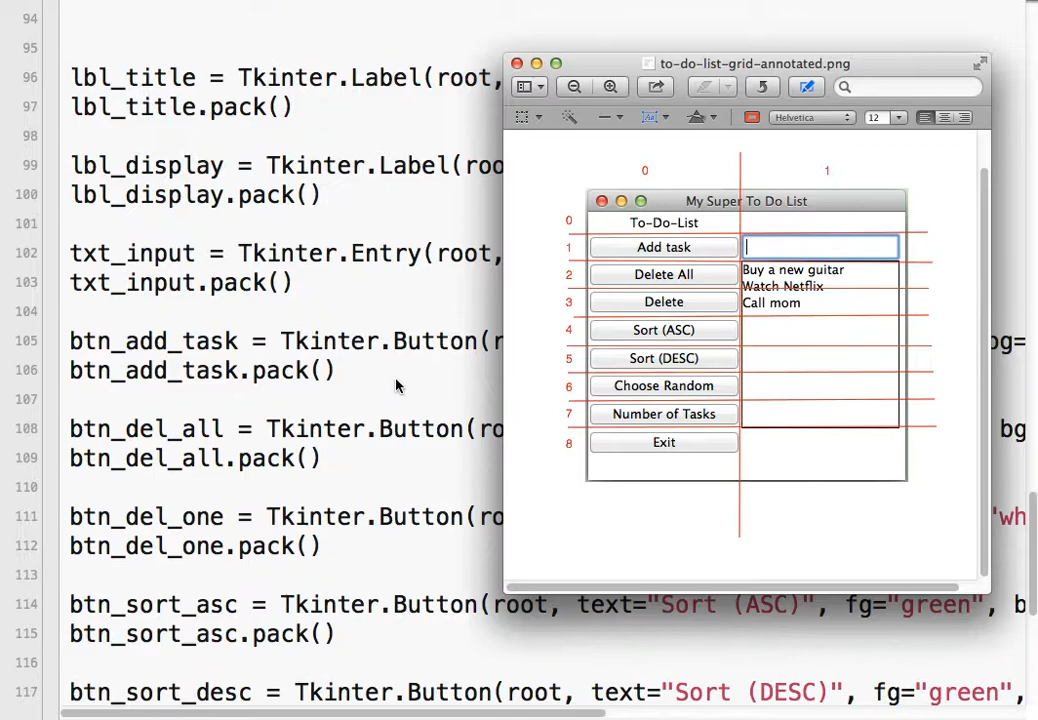 94
95
96 lbl_title = Tkinter.Label(root,
97 lbl_title.pack()
98
99 lbl_display = Tkinter.Label(root
100 lbl_display.pack()
101
102 txt_input = Tkinter.Entry(root,
103 txt_input.pack()
104
105 btn_add_task = Tkinter.Button(r bg=
106 btn_add_task.pack()
107
108 btn_del_all = Tkinter.Button(ro bg
109 btn_del_all.pack()
110
111 btn_del_one = Tkinter.Button(ro "wh
112 btn_del_one.pack()
113
114 btn_sort_asc = Tkinter.Button(root, text="Sort (ASC)", fg="green", b
115 btn_sort_asc.pack()
116
117 btn_sort_desc = Tkinter.Button(root, text="Sort (DESC)", fg="green",
to-do-list-grid-annotated.png
Helvetica 12
0 1
My Super To Do List
0 To-Do-List
1 Add task
2 Delete All Buy a new guitar
Watch Netflix
3 Delete Call mom
4 Sort (ASC)
5 Sort (DESC)
6 Choose Random
7 Number of Tasks
8 Exit